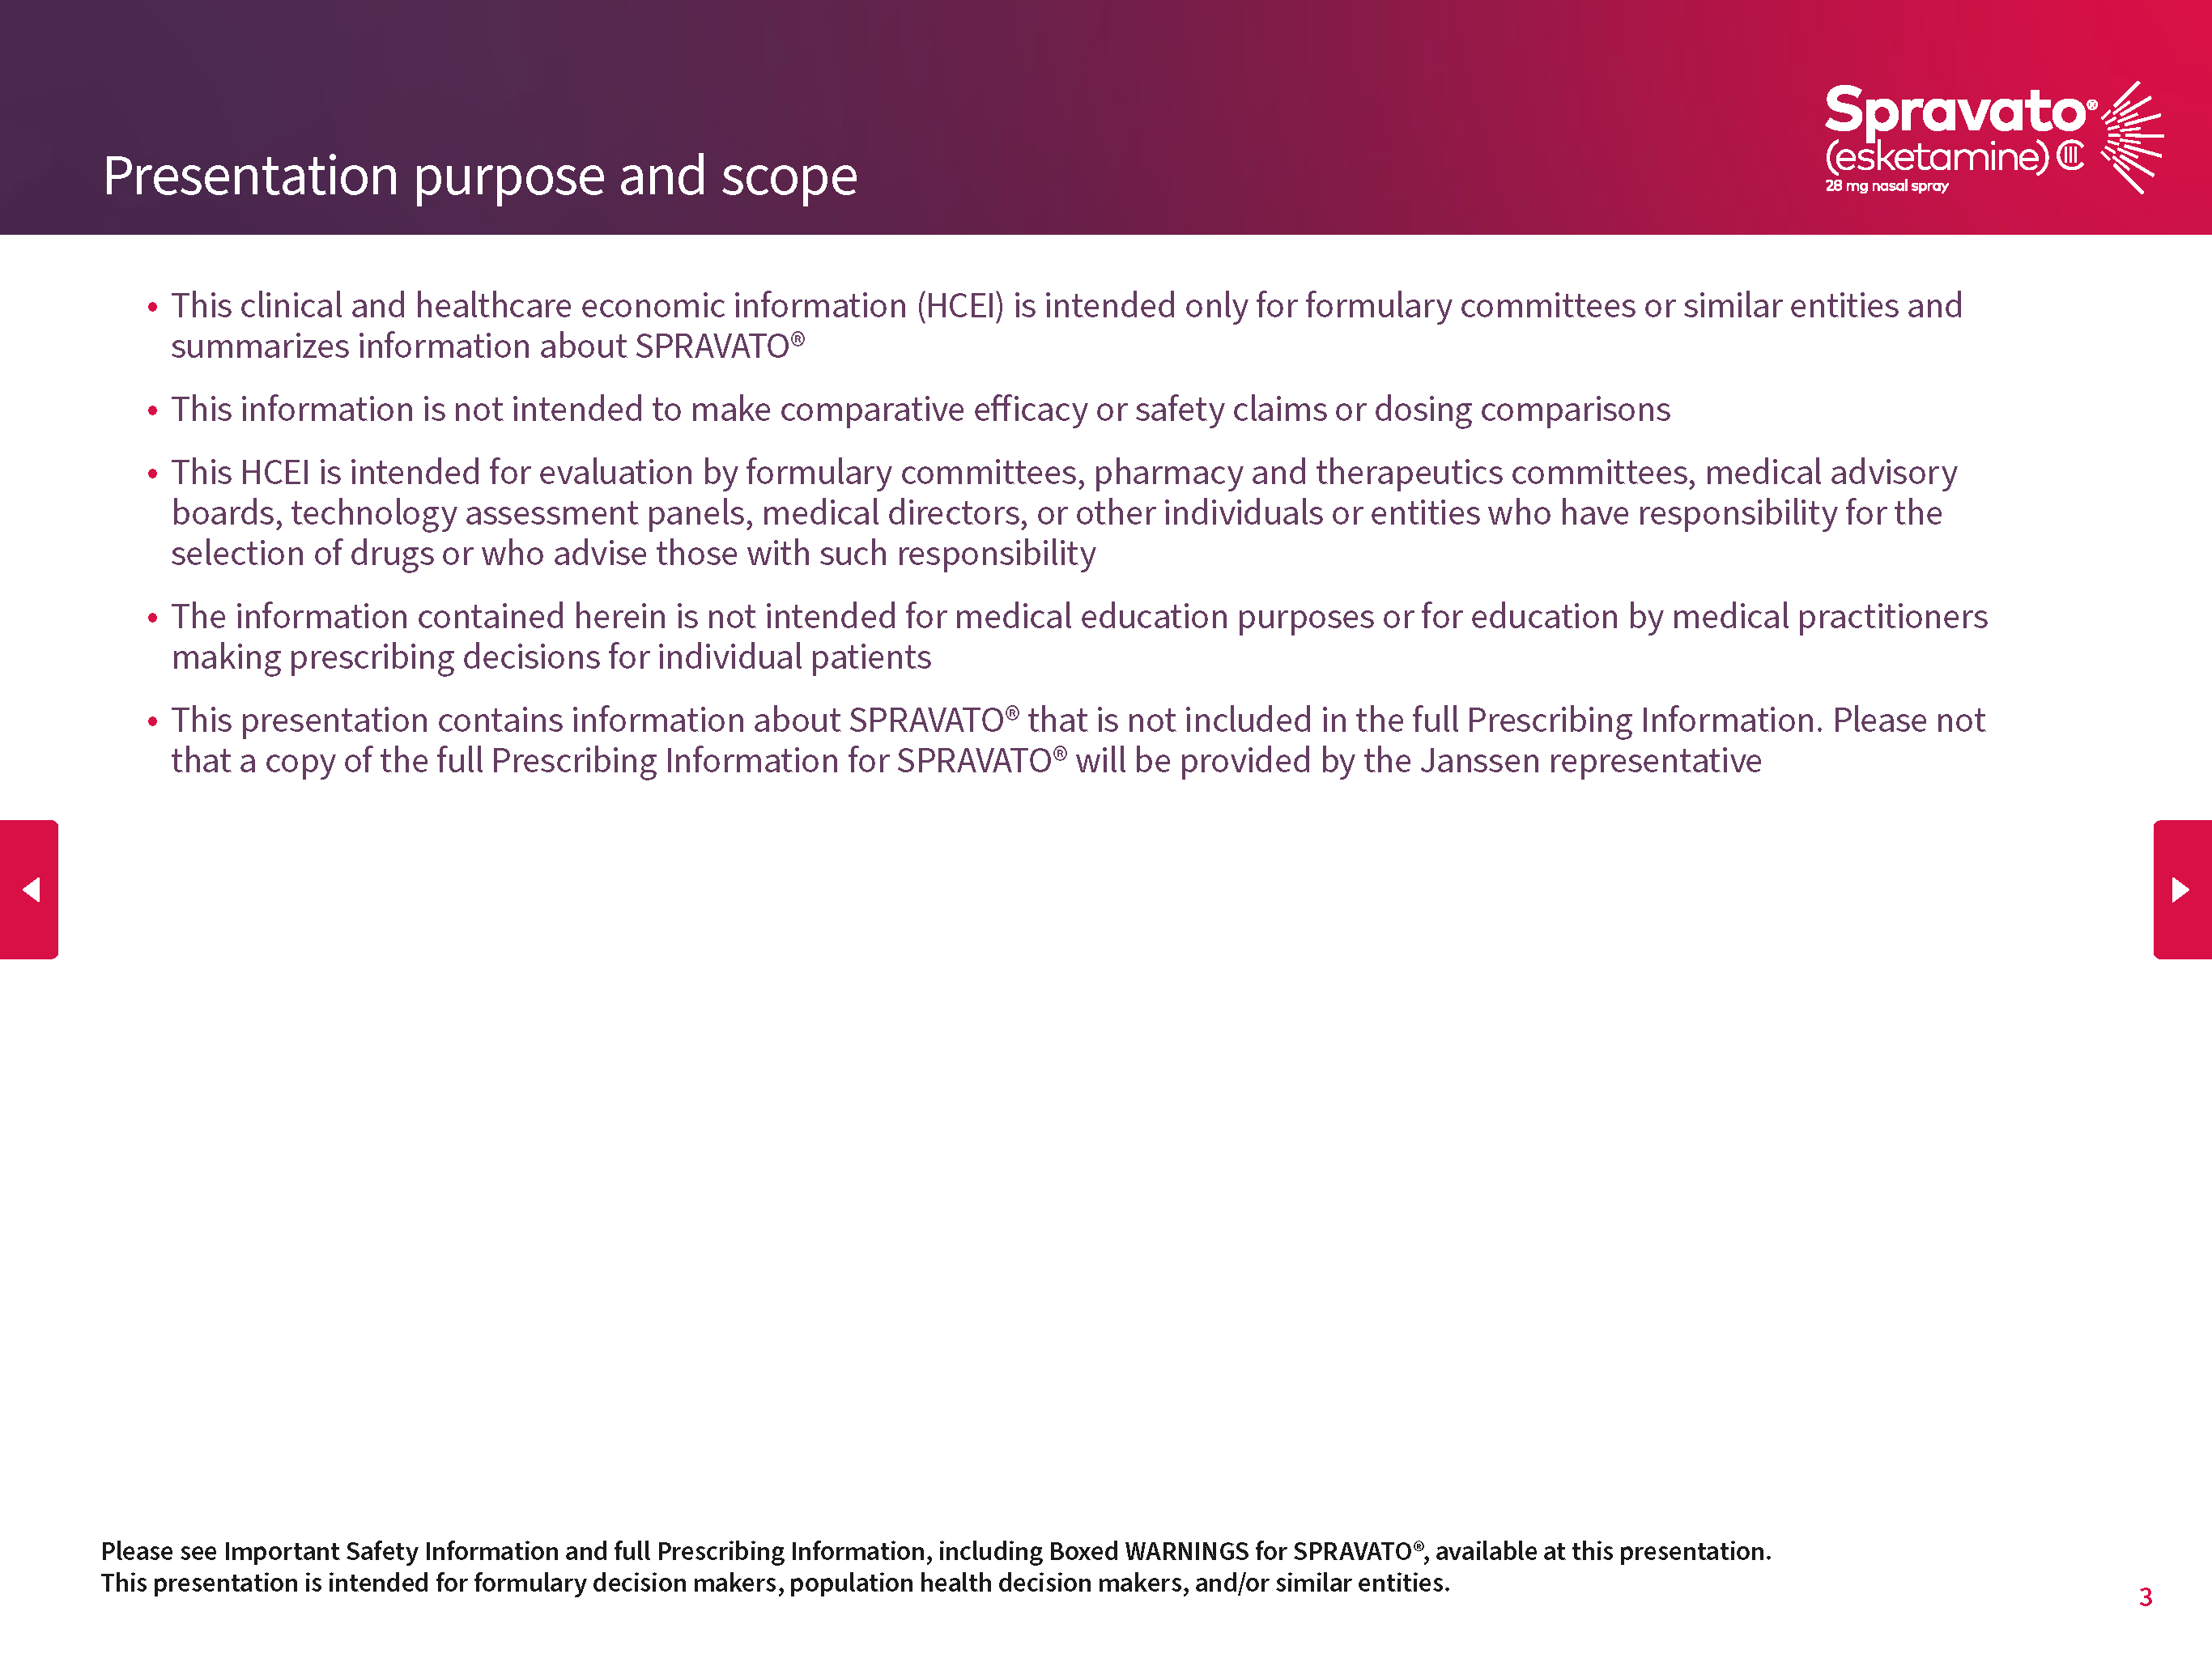 Presentation purpose and scope
Spravato®
(esketamine) CIII
28 mg nasal spray
• This clinical and healthcare economic information (HCEI) is intended only for formulary committees or similar entities and
summarizes information about SPRAVATO®
• This information is not intended to make comparative efficacy or safety claims or dosing comparisons
• This HCEI is intended for evaluation by formulary committees, pharmacy and therapeutics committees, medical advisory
boards, technology assessment panels, medical directors, or other individuals or entities who have responsibility for the
selection of drugs or who advise those with such responsibility
• The information contained herein is not intended for medical education purposes or for education by medical practitioners
making prescribing decisions for individual patients
• This presentation contains information about SPRAVATO® that is not included in the full Prescribing Information. Please not
that a copy of the full Prescribing Information for SPRAVATO® will be provided by the Janssen representative
Please see Important Safety Information and full Prescribing Information, including Boxed WARNINGS for SPRAVATO®, available at this presentation.
This presentation is intended for formulary decision makers, population health decision makers, and/or similar entities.
3